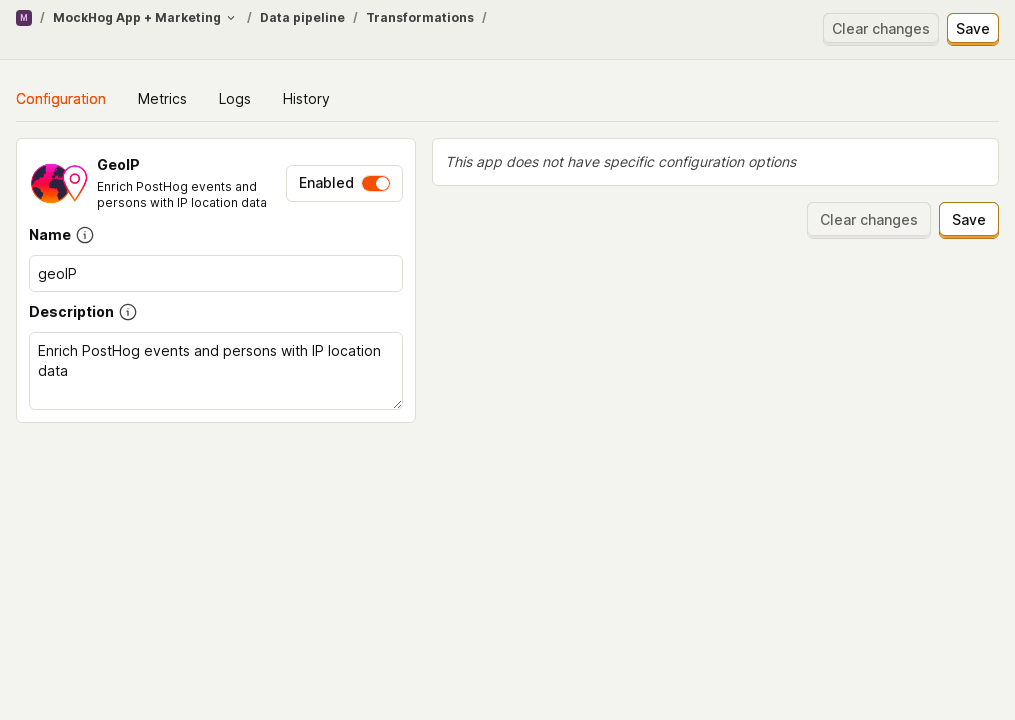 M / MockHog App + Marketing / Data pipeline / Transformations /
Clear changes Save
Configuration Metrics Logs History
GeoIP
Enrich PostHog events and
persons with IP location data
Enabled
This app does not have specific configuration options
Clear changes Save
Name
geoIP
Description
Enrich PostHog events and persons with IP location
data